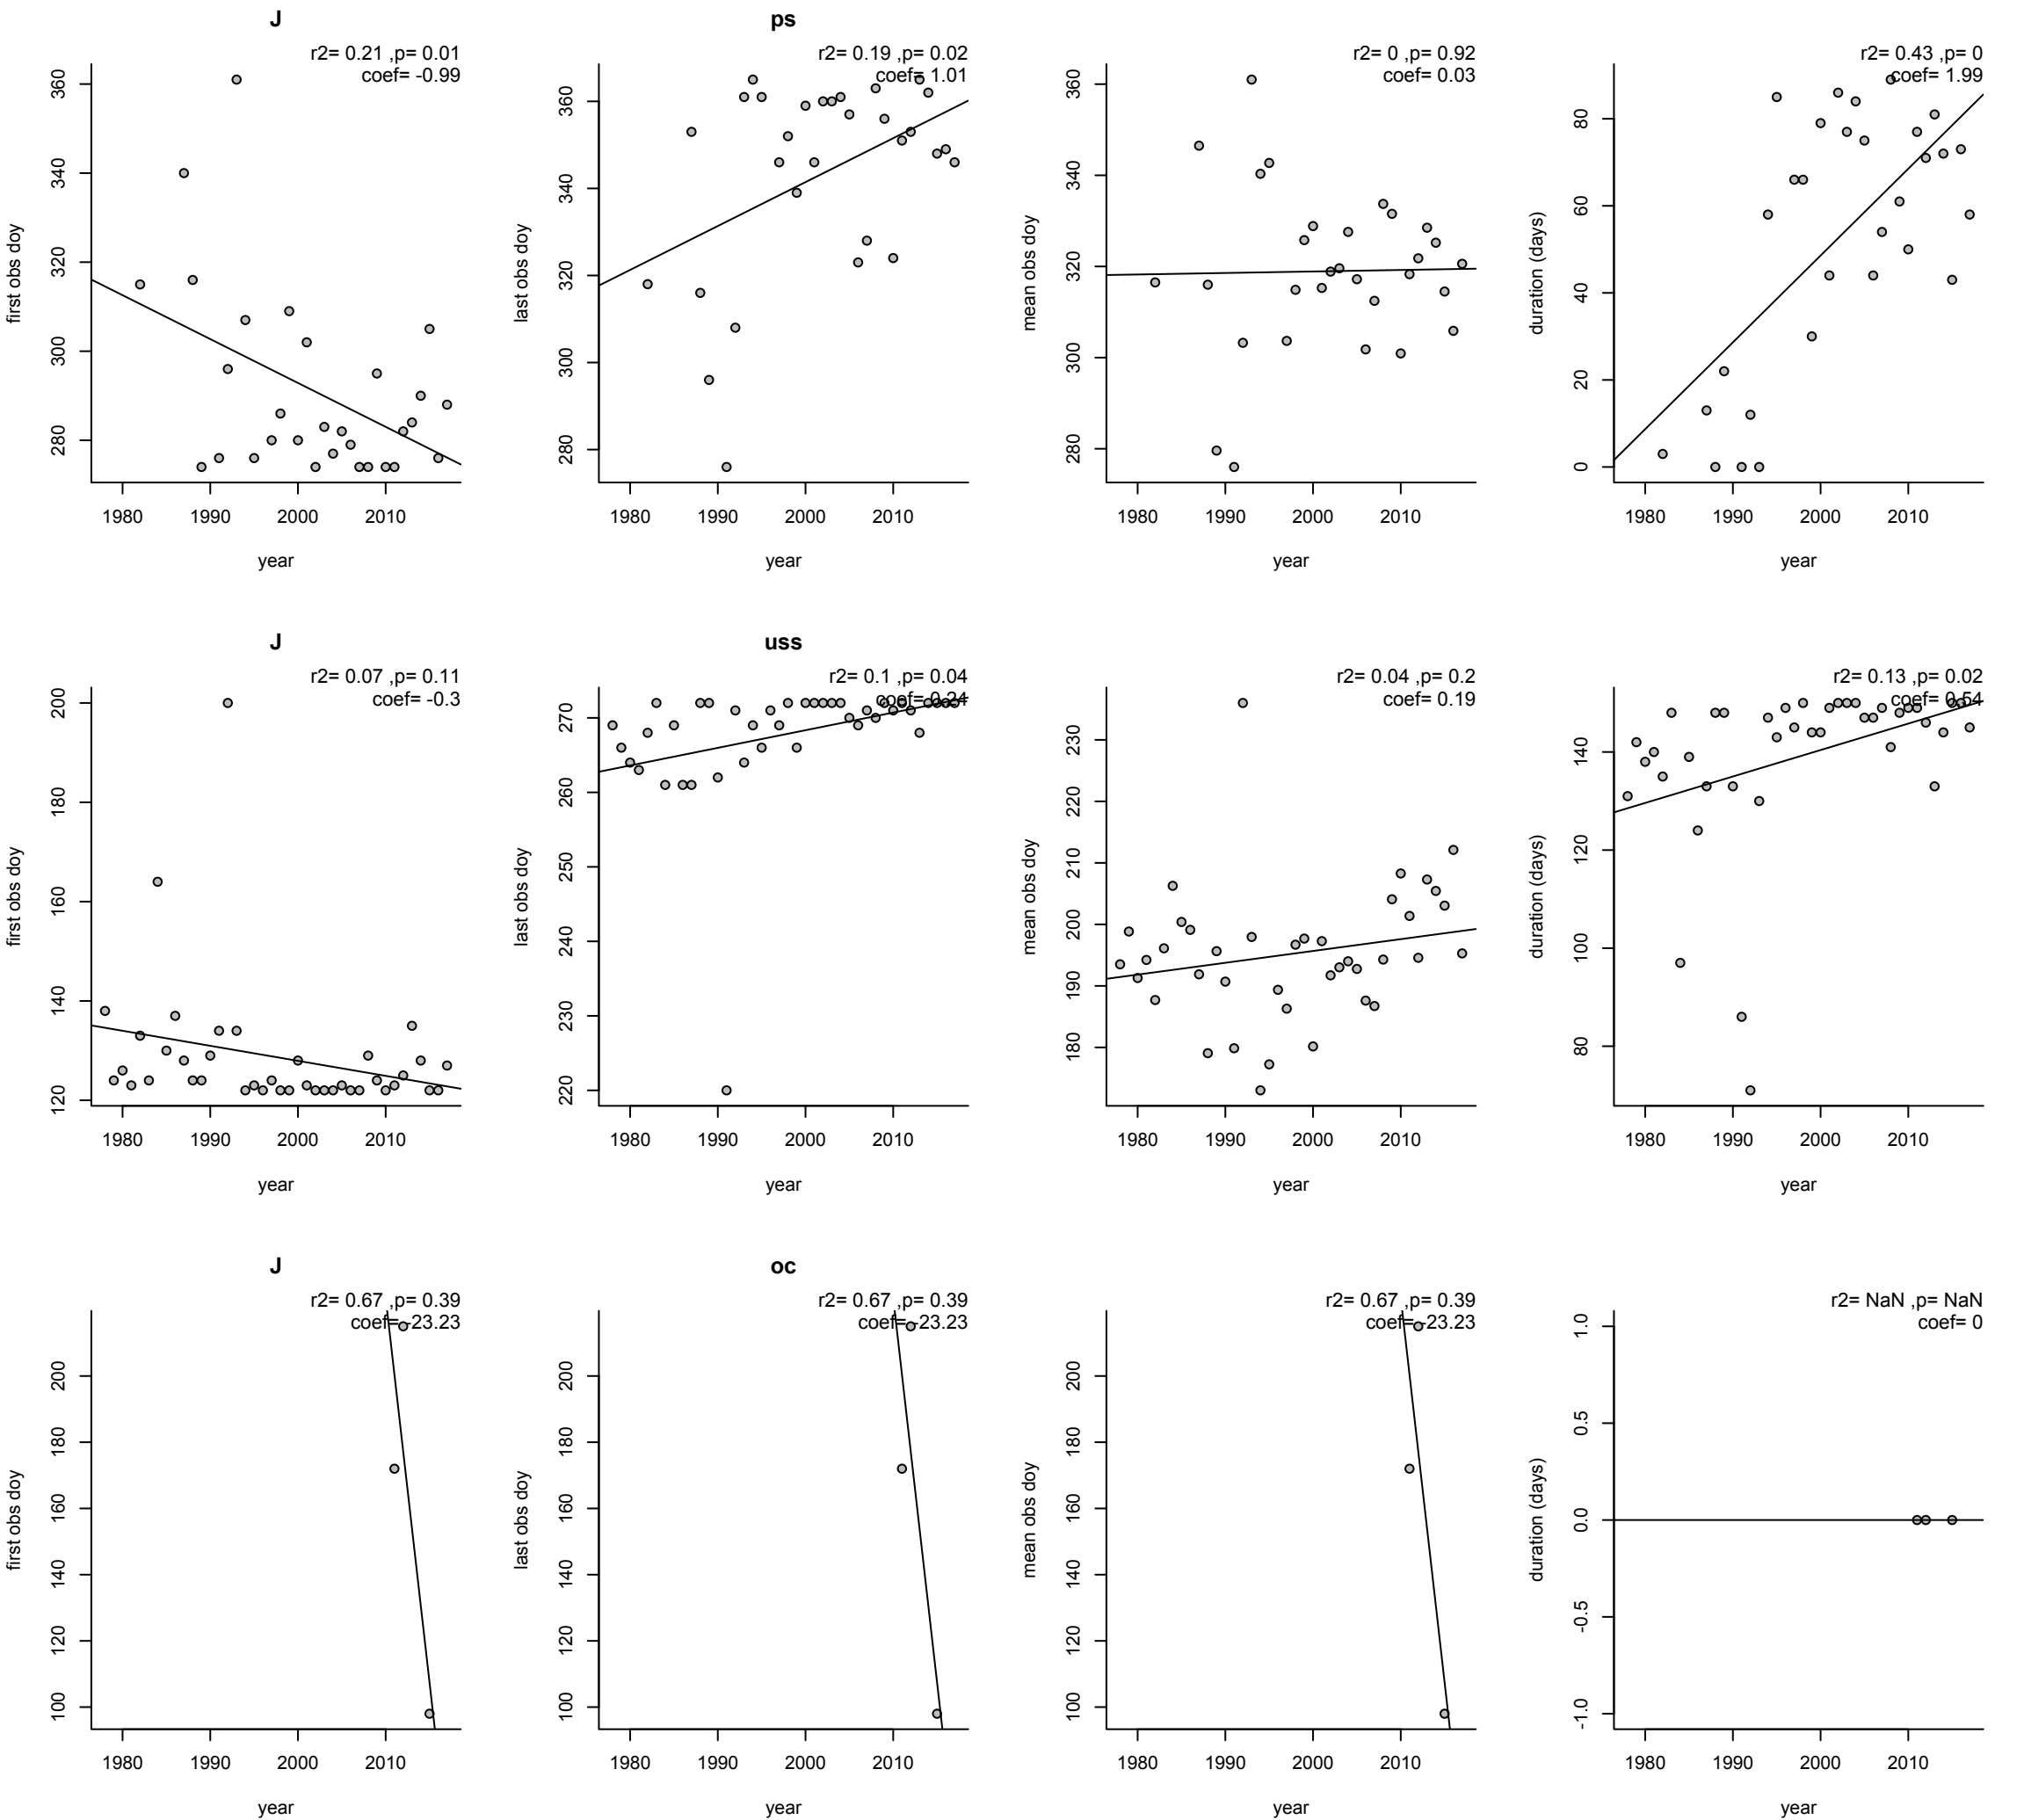 J
ps
r2= 0.21 ,p= 0.01
coef= -0.99
first obs doy
360
340
320
300
280
1980 1990 2000 2010
year
r2= 0.19 ,p= 0.02
coef= 1.01
last obs doy
360
340
320
300
280
1980 1990 2000 2010
year
r2= 0 ,p= 0.92
coef= 0.03
mean obs doy
360
340
320
300
280
1980 1990 2000 2010
year
r2= 0.43 ,p= 0
coef= 1.99
duration (days)
80
60
40
20
0
1980 1990 2000 2010
year
J
uss
r2= 0.07 ,p= 0.11
coef= -0.3
first obs doy
200
180
160
140
120
1980 1990 2000 2010
year
r2= 0.1 ,p= 0.04
coef= 0.24
last obs doy
270
260
250
240
230
220
1980 1990 2000 2010
year
r2= 0.04 ,p= 0.2
coef= 0.19
mean obs doy
230
220
210
200
190
180
1980 1990 2000 2010
year
r2= 0.13 ,p= 0.02
coef= 0.54
duration (days)
140
120
100
80
1980 1990 2000 2010
year
J
oc
r2= 0.67 ,p= 0.39
coef= -23.23
first obs doy
200
180
160
140
120
100
1980 1990 2000 2010
year
r2= 0.67 ,p= 0.39
coef= -23.23
last obs doy
200
180
160
140
120
100
1980 1990 2000 2010
year
r2= 0.67 ,p= 0.39
coef= -23.23
mean obs doy
200
180
160
140
120
100
1980 1990 2000 2010
year
r2= NaN ,p= NaN
coef= 0
duration (days)
1.0
0.5
0.0
-0.5
-1.0
1980 1990 2000 2010
year